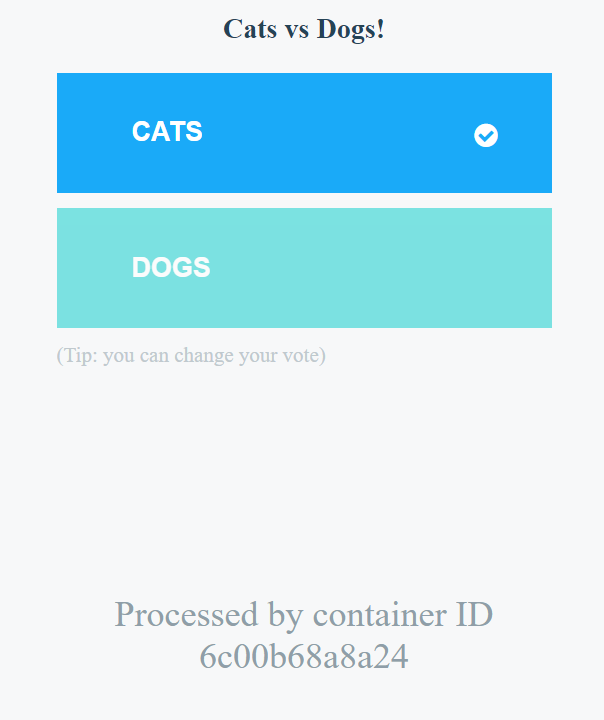 Cats vs Dogs!
CATS
DOGS
(Tip: you can change your vote)
Processed by container ID
6c00b68a8a24